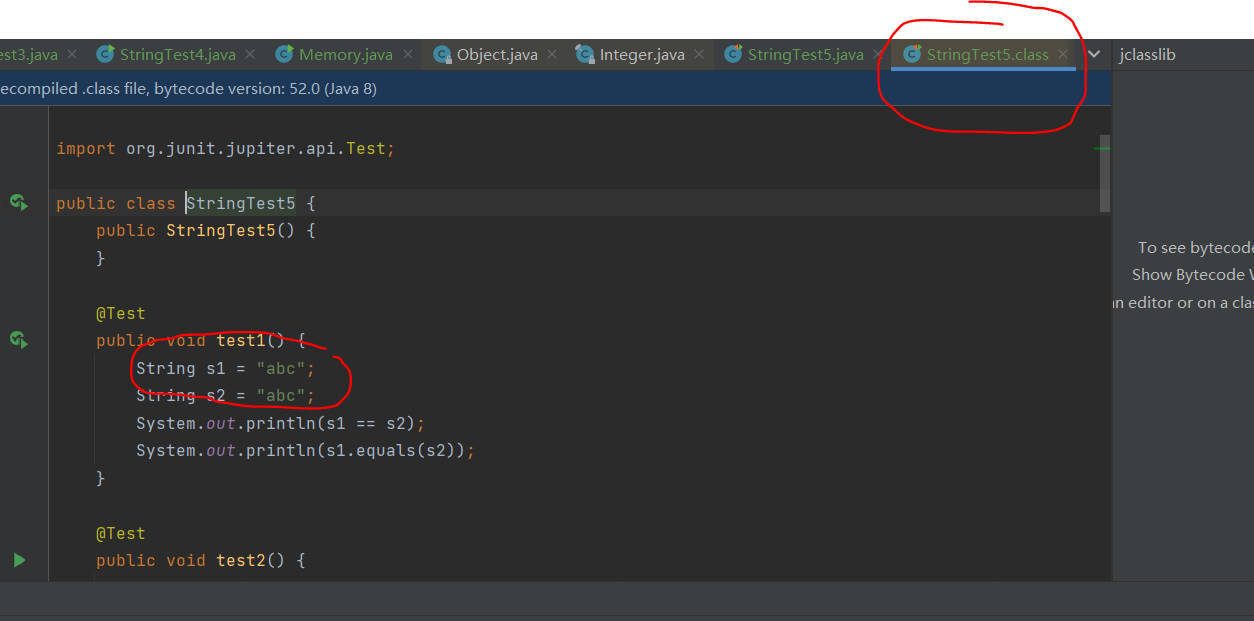 est3.java StringTest4.java Memory.java Object.java Integer.java StringTest5.java StringTest5.class jclasslib
ecompiled .class file, bytecode version: 52.0 (Java 8)
import org.junit.jupiter.api.Test;
public class StringTest5 {
public StringTest5() {
}
To see bytecode
Show Bytecode V
in editor or on a clas
@Test
public void test1() {
String s1 = "abc";
String s2 = "abc";
System.out.println(s1 == s2);
System.out.println(s1.equals(s2));
}
@Test
public void test2() {